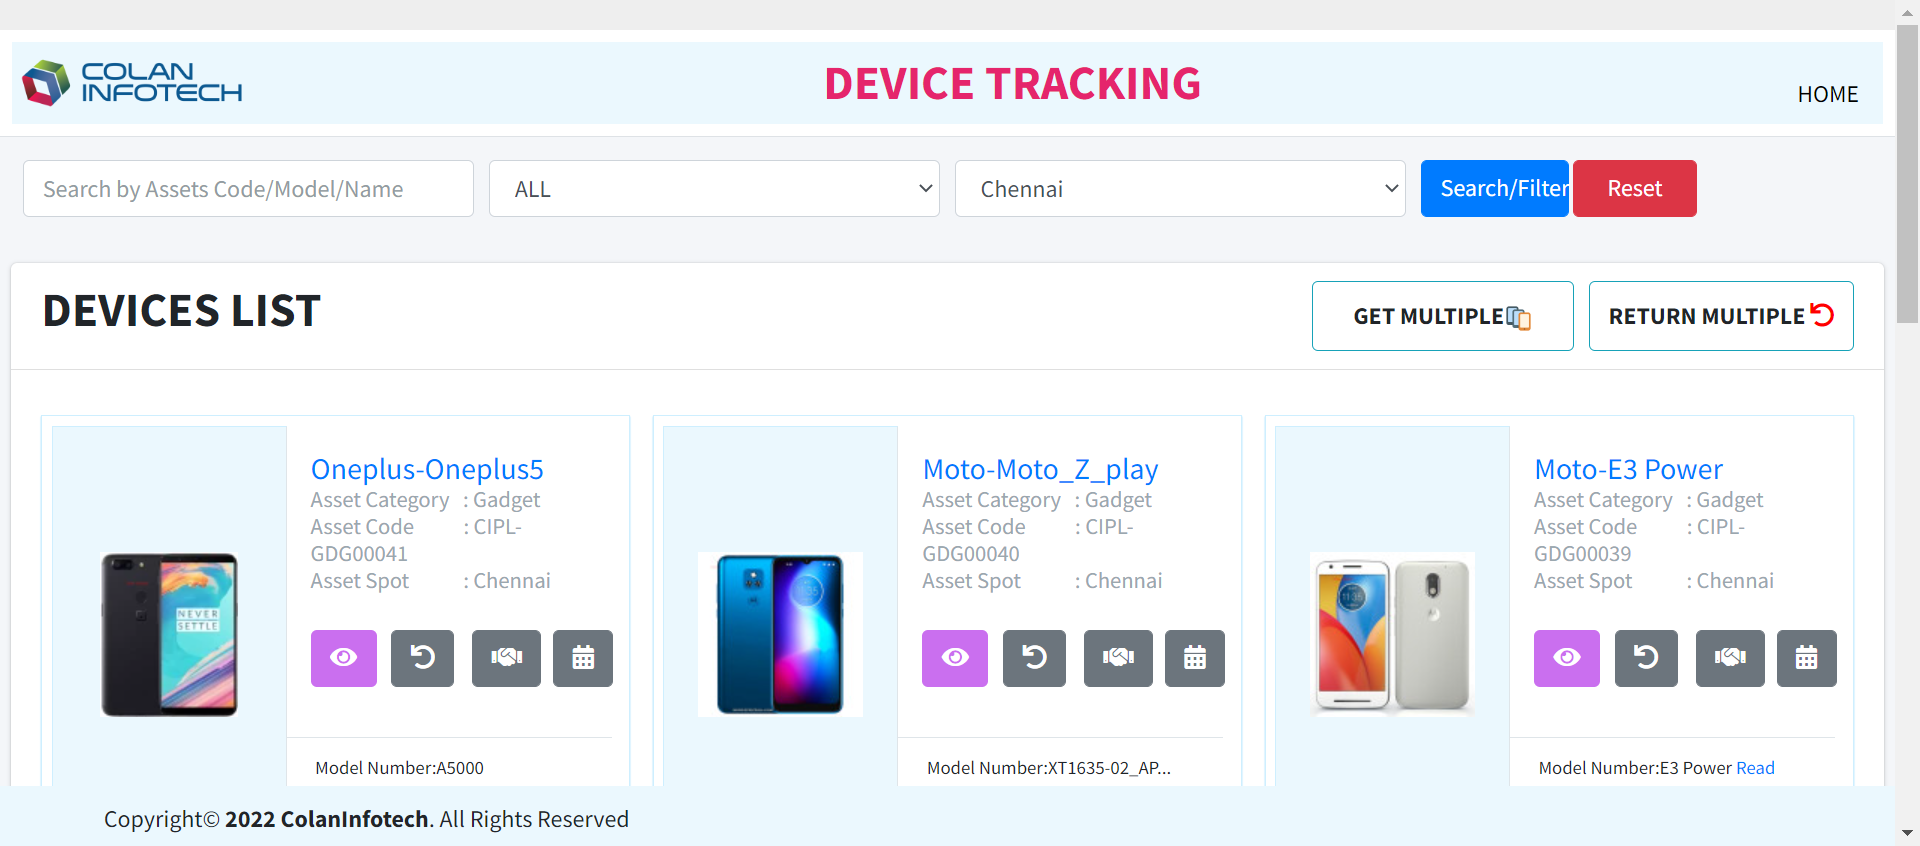 COLAN
INFOTECH
DEVICE TRACKING
HOME
Search by Assets Code/Model/Name
ALL
Chennai
Search/Filter
Reset
DEVICES LIST
GET MULTIPLE
RETURN MULTIPLE
Oneplus-Oneplus5
Asset Category : Gadget
Asset Code : CIPL-
GDG00041
Asset Spot : Chennai
NEVER
SETTLE
Model Number:A5000
Moto-Moto_Z_play
Asset Category : Gadget
Asset Code : CIPL-
GDG00040
Asset Spot : Chennai
Model Number:XT1635-02_AP...
Moto-E3 Power
Asset Category : Gadget
Asset Code : CIPL-
GDG00039
Asset Spot : Chennai
11:35
Model Number:E3 Power Read
Copyright© 2022 ColanInfotech. All Rights Reserved